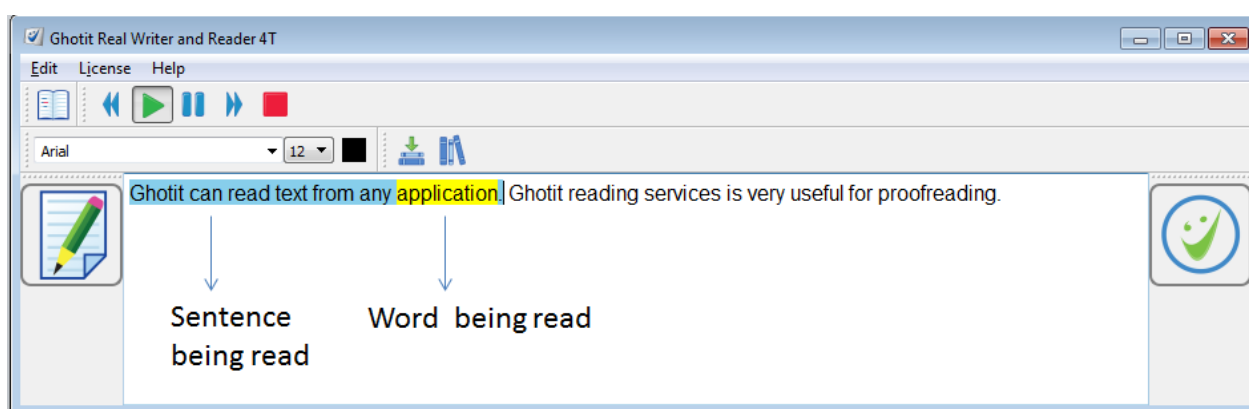 Ghotit Real Writer and Reader 4T
Edit License Help
Arial 12
Ghotit can read text from any application. Ghotit reading services is very useful for proofreading.
Sentence being read
Word being read